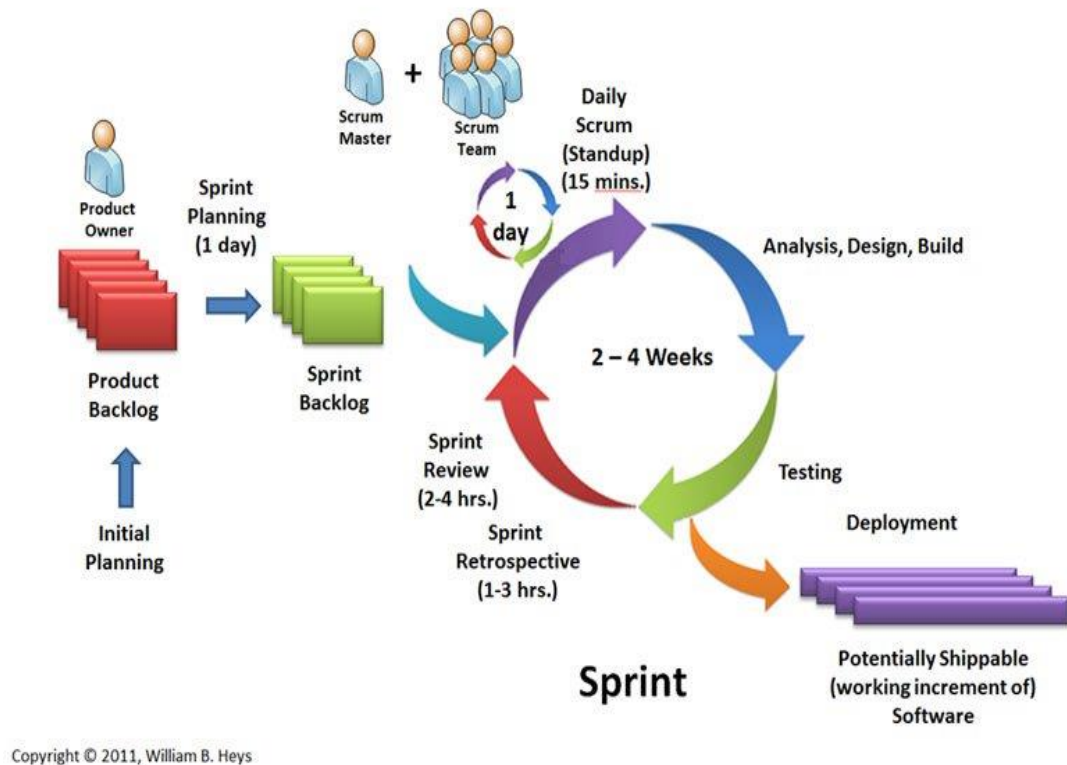 Scrum
Master
+
Scrum
Team
Product
Owner
Sprint
Planning
(1 day)
Daily
Scrum
(Standup)
(15 mins.)
1
day
Analysis, Design, Build
2 – 4 Weeks
Product
Backlog
Sprint
Backlog
Initial
Planning
Sprint
Review
(2-4 hrs.)
Sprint
Retrospective
(1-3 hrs.)
Testing
Deployment
Potentially Shippable
(working increment of)
Software
Sprint
Copyright © 2011, William B. Heys